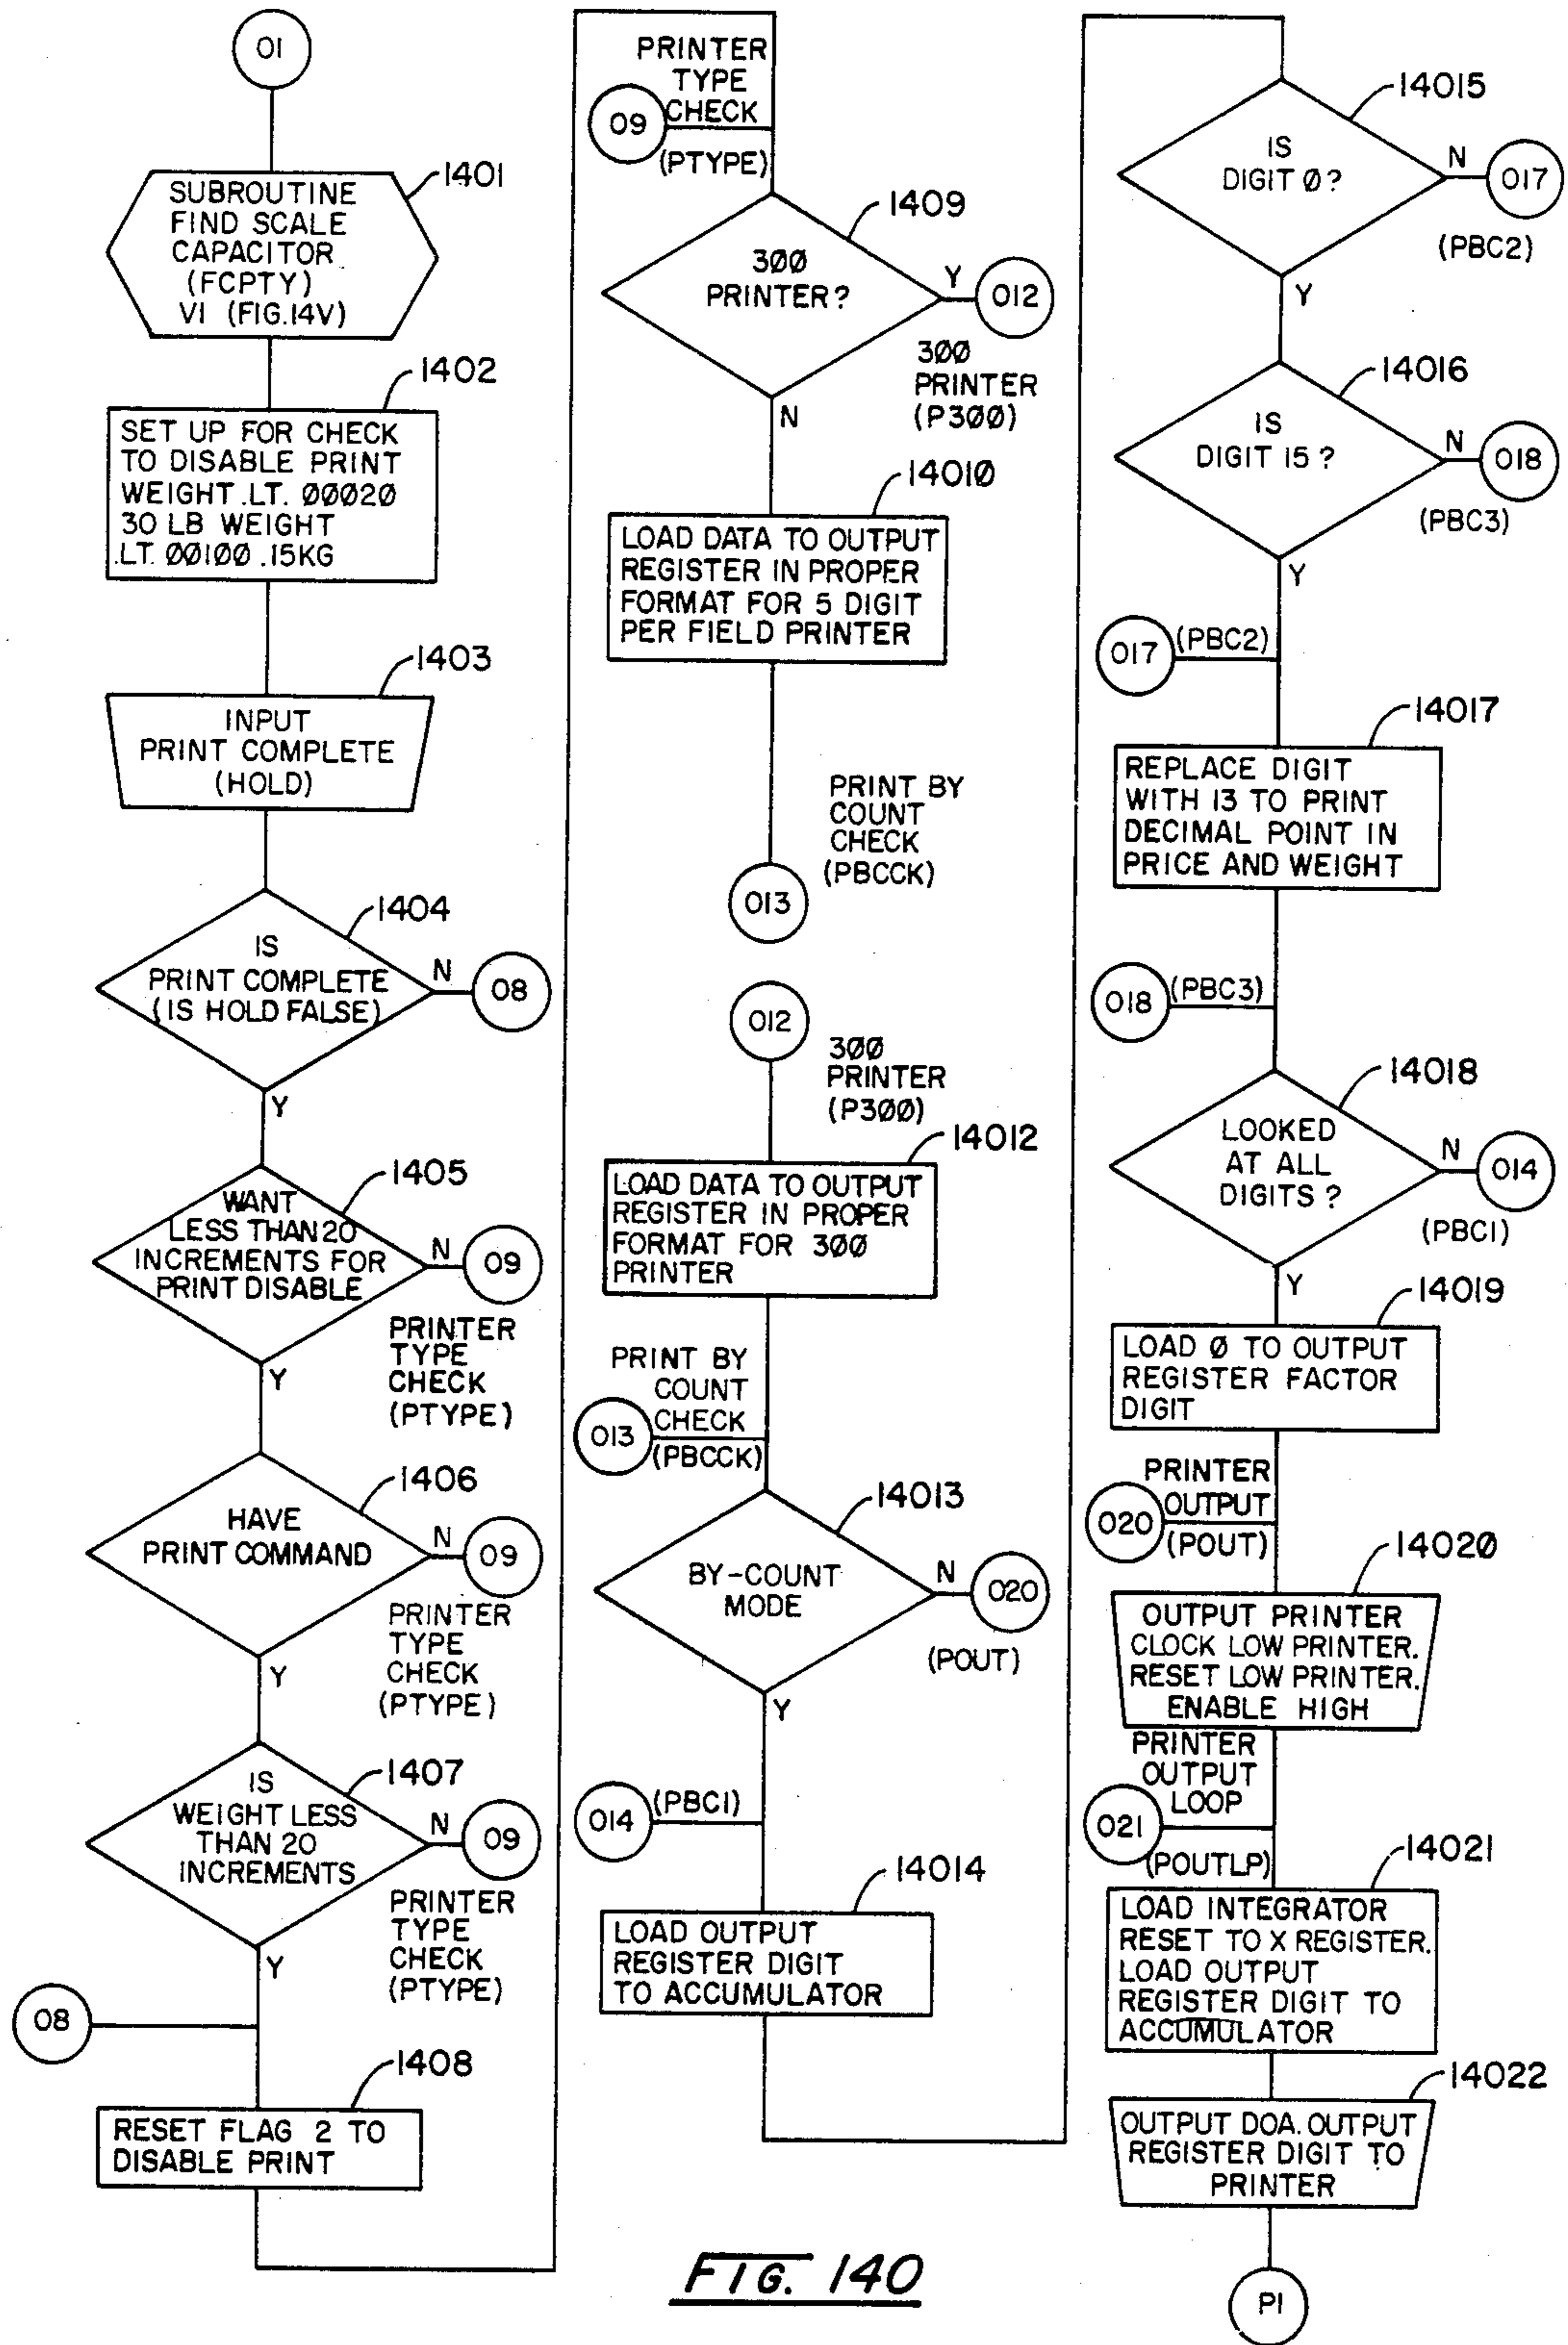 01
SUBROUTINE
FIND SCALE
CAPACITOR
(FCPTY)
VI (FIG.14V)
1401
SET UP FOR CHECK
TO DISABLE PRINT
WEIGHT .LT. ØØØ2Ø
30 LB WEIGHT
.LT. ØØ1ØØ .15KG
1402
INPUT
PRINT COMPLETE
(HOLD)
1403
IS
PRINT COMPLETE
(IS HOLD FALSE)
1404
N
08
Y
WANT
LESS THAN 20
INCREMENTS FOR
PRINT DISABLE
1405
N
09
PRINTER
TYPE
CHECK
(PTYPE)
Y
HAVE
PRINT COMMAND
1406
N
09
PRINTER
TYPE
CHECK
(PTYPE)
Y
IS
WEIGHT LESS
THAN 20
INCREMENTS
1407
N
09
PRINTER
TYPE
CHECK
(PTYPE)
Y
08
RESET FLAG 2 TO
DISABLE PRINT
1408
PRINTER
TYPE
CHECK
09
(PTYPE)
3ØØ
PRINTER?
1409
Y
012
3ØØ
PRINTER
(P3ØØ)
N
LOAD DATA TO OUTPUT
REGISTER IN PROPER
FORMAT FOR 5 DIGIT
PER FIELD PRINTER
14010
PRINT BY
COUNT
CHECK
(PBCCK)
013
012
3ØØ
PRINTER
(P3ØØ)
LOAD DATA TO OUTPUT
REGISTER IN PROPER
FORMAT FOR 3ØØ
PRINTER
14012
PRINT BY
COUNT
CHECK
013
(PBCCK)
BY-COUNT
MODE
14013
N
020
(POUT)
Y
014
(PBC1)
LOAD OUTPUT
REGISTER DIGIT
TO ACCUMULATOR
14014
IS
DIGIT Ø?
14015
N
017
(PBC2)
Y
IS
DIGIT 15?
14016
N
018
(PBC3)
Y
017
(PBC2)
REPLACE DIGIT
WITH 13 TO PRINT
DECIMAL POINT IN
PRICE AND WEIGHT
14017
018
(PBC3)
LOOKED
AT ALL
DIGITS?
14018
N
014
(PBC1)
Y
LOAD Ø TO OUTPUT
REGISTER FACTOR
DIGIT
14019
PRINTER
OUTPUT
020
(POUT)
OUTPUT PRINTER
CLOCK LOW PRINTER.
RESET LOW PRINTER.
ENABLE HIGH
14020
PRINTER
OUTPUT
LOOP
021
(POUTLP)
LOAD INTEGRATOR
RESET TO X REGISTER.
LOAD OUTPUT
REGISTER DIGIT TO
ACCUMULATOR
14021
OUTPUT DOA. OUTPUT
REGISTER DIGIT TO
PRINTER
14022
P1
FIG. 140